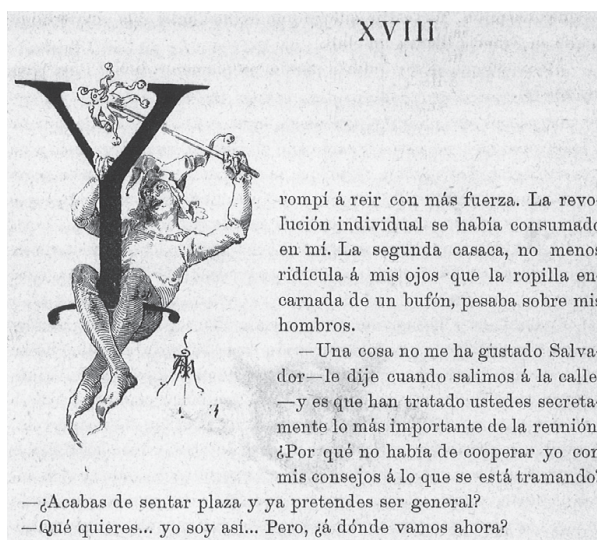 XVIII
Y
rompí á reir con más fuerza. La revo-
lución individual se había consumado
en mí. La segunda casaca, no menos
ridícula á mis ojos que la ropilla en-
carnada de un bufón, pesaba sobre mis
hombros.
—Una cosa no me ha gustado Salva-
dor—le dije cuando salimos á la calle
—y es que han tratado ustedes secreta-
mente lo más importante de la reunión
¿Por qué no había de cooperar yo con
mis consejos á lo que se está tramando?
—¿Acabas de sentar plaza y ya pretendes ser general?
—Qué quieres... yo soy así... Pero, ¿á dónde vamos ahora?